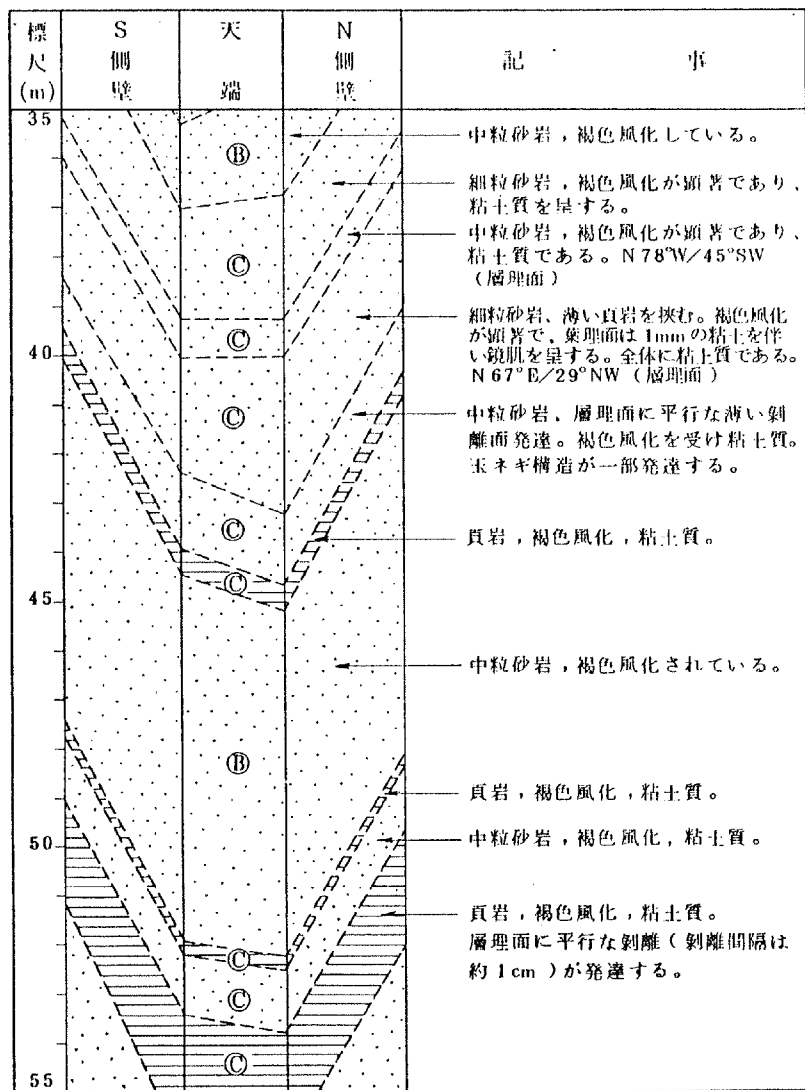 標尺(m)
S側壁
天端
N側壁
記事
35
中粒砂岩,褐色風化している。
Ⓑ
細粒砂岩,褐色風化が顕著であり、
粘土質を呈する。
中粒砂岩,褐色風化が顕著であり、
粘土質である。N78°W/45°SW
(層理面)
Ⓒ
細粒砂岩、薄い頁岩を挟む。褐色風化
が顕著で、葉理面は1mmの粘土を伴
い鏡肌を呈する。全体に粘土質である。
N67°E/29°NW(層理面)
Ⓒ
40
中粒砂岩、層理面に平行な薄い剝
離面発達。褐色風化を受け粘土質。
玉ネギ構造が一部発達する。
Ⓒ
頁岩,褐色風化,粘土質。
Ⓒ
Ⓒ
45
中粒砂岩,褐色風化されている。
Ⓑ
頁岩,褐色風化,粘土質。
中粒砂岩,褐色風化,粘土質。
50
頁岩,褐色風化,粘土質。
層理面に平行な剝離(剝離間隔は
約1cm)が発達する。
Ⓒ
Ⓒ
Ⓒ
55